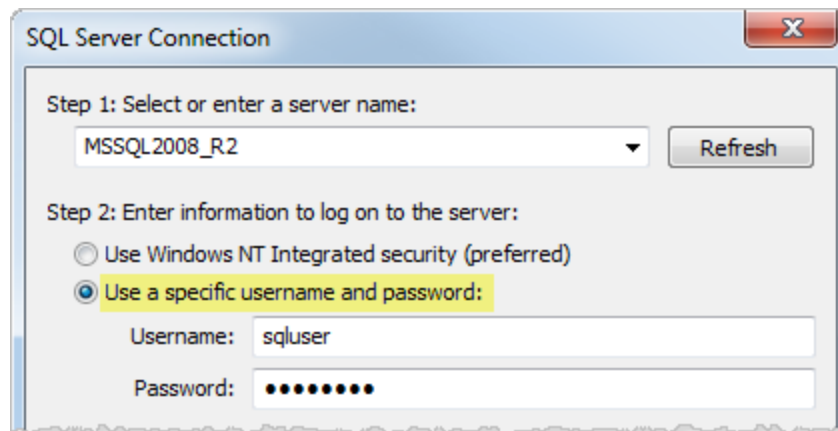 SQL Server Connection
Step 1: Select or enter a server name:
MSSQL2008_R2
Refresh
Step 2: Enter information to log on to the server:
Use Windows NT Integrated security (preferred)
Use a specific username and password:
Username: sqluser
Password: ●●●●●●●●